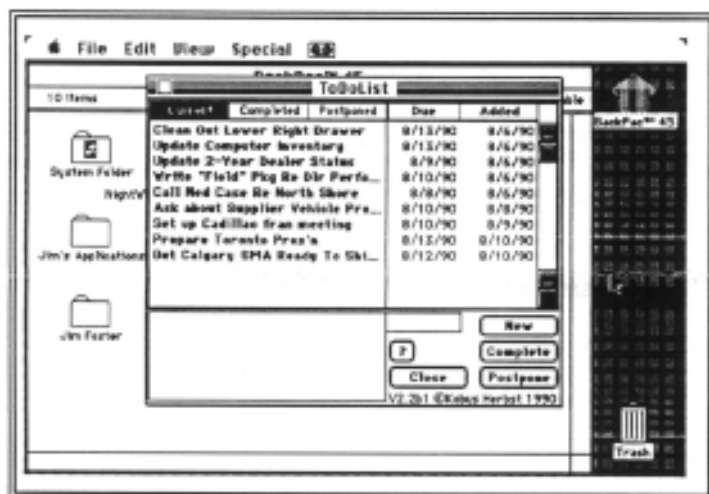 File Edit View Special
ToDoList
10 items
Current Completed Postponed Due Added
Clean Out Lower Right Drawer 8/13/90 8/6/90
Update Computer Inventory 8/13/90 8/6/90
Update 2-Year Dealer Status 8/9/90 8/6/90
Write "Field" Pkg Re Dlr Perfo... 8/10/90 8/6/90
Call Ned Case Re North Shore 8/8/90 8/6/90
Ask about Supplier Vehicle Pro... 8/10/90 8/8/90
Set up Cadillac fran meeting 8/10/90 8/9/90
Prepare Toronto Pres'n 8/13/90 8/10/90
Get Calgary SMA Ready To Shi... 8/12/90 8/10/90
System Folder
Jim's Applications
Jim Foster
BackPac™ 45
New
? Complete
Close Postpone
V2.2b1 ©Kobus Herbst 1990
Trash